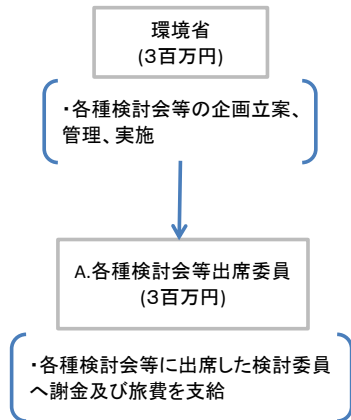 環境省
(3百万円)
・各種検討会等の企画立案、
管理、実施
A.各種検討会等出席委員
(3百万円)
・各種検討会等に出席した検討委員
へ謝金及び旅費を支給